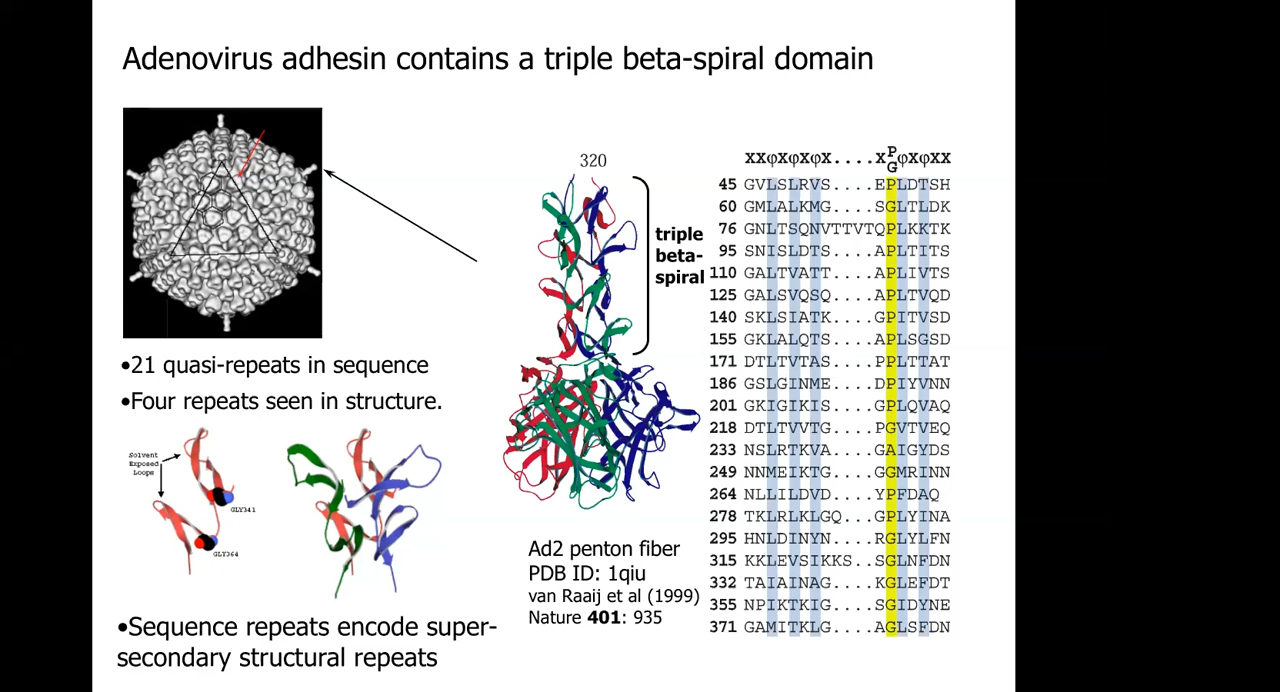 Adenovirus adhesin contains a triple beta-spiral domain
•21 quasi-repeats in sequence
•Four repeats seen in structure.
Solvent
Exposed
Loops
GLY341
GLY364
•Sequence repeats encode super-
secondary structural repeats
320
triple
beta-
spiral
Ad2 penton fiber
PDB ID: 1qiu
van Raaij et al (1999)
Nature 401: 935
P
XXφXφXφX....X φXφXX
G
45 GVLSLRVS....EPLDTSH
60 GMLALKMG....SGLTLDK
76 GNLTSQNVTTVTQPLKKTK
95 SNISLDTS....APLTITS
110 GALTVATT....APLIVTS
125 GALSVQSQ....APLTVQD
140 SKLSIATK....GPITVSD
155 GKLALQTS....APLSGSD
171 DTLTVTAS....PPLTTAT
186 GSLGINME....DPIYVNN
201 GKIGIKIS....GPLQVAQ
218 DTLTVVTG....PGVTVEQ
233 NSLRTKVA....GAIGYDS
249 NNMEIKTG....GGMRINN
264 NLLILDVD....YPFDAQ
278 TKLRLKLGQ...GPLYINA
295 HNLDINYN....RGLYLFN
315 KKLEVSIKKS..SGLNFDN
332 TAIAINAG....KGLEFDT
355 NPIKTKIG....SGIDYNE
371 GAMITKLG....AGLSFDN